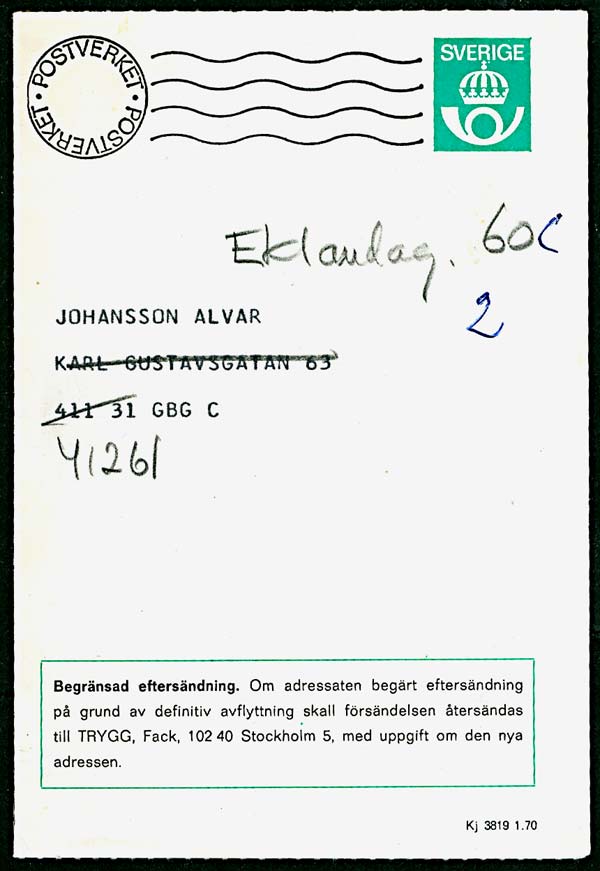 POSTVERKET · POSTVERKET ·
SVERIGE
Eklandag. 60C
2
JOHANSSON ALVAR
KARL GUSTAVSGATAN 63
411 31 GBG C
41261
Begränsad eftersändning. Om adressaten begärt eftersändning
på grund av definitiv avflyttning skall försändelsen återsändas
till TRYGG, Fack, 102 40 Stockholm 5, med uppgift om den nya
adressen.
Kj 3819 1.70